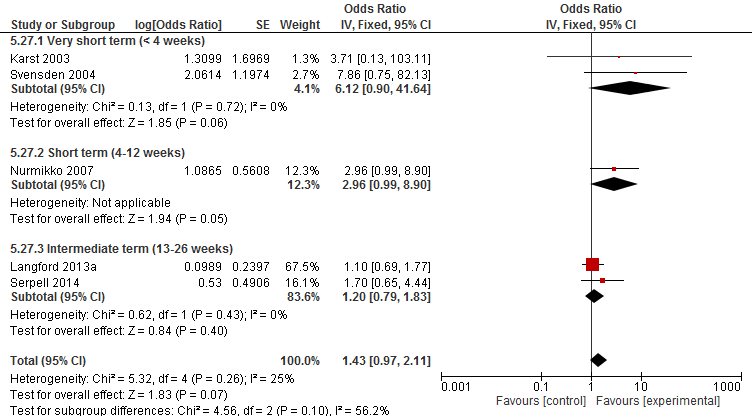 Odds Ratio Odds Ratio
Study or Subgroup log[Odds Ratio] SE Weight IV, Fixed, 95% CI IV, Fixed, 95% CI
5.27.1 Very short term (< 4 weeks)
Karst 2003 1.3099 1.6969 1.3% 3.71 [0.13, 103.11]
Svensden 2004 2.0614 1.1974 2.7% 7.86 [0.75, 82.13]
Subtotal (95% CI) 4.1% 6.12 [0.90, 41.64]
Heterogeneity: Chi² = 0.13, df = 1 (P = 0.72); I² = 0%
Test for overall effect: Z = 1.85 (P = 0.06)
5.27.2 Short term (4-12 weeks)
Nurmikko 2007 1.0865 0.5608 12.3% 2.96 [0.99, 8.90]
Subtotal (95% CI) 12.3% 2.96 [0.99, 8.90]
Heterogeneity: Not applicable
Test for overall effect: Z = 1.94 (P = 0.05)
5.27.3 Intermediate term (13-26 weeks)
Langford 2013a 0.0989 0.2397 67.5% 1.10 [0.69, 1.77]
Serpell 2014 0.53 0.4906 16.1% 1.70 [0.65, 4.44]
Subtotal (95% CI) 83.6% 1.20 [0.79, 1.83]
Heterogeneity: Chi² = 0.62, df = 1 (P = 0.43); I² = 0%
Test for overall effect: Z = 0.84 (P = 0.40)
Total (95% CI) 100.0% 1.43 [0.97, 2.11]
Heterogeneity: Chi² = 5.32, df = 4 (P = 0.26); I² = 25%
Test for overall effect: Z = 1.83 (P = 0.07)
Test for subgroup differences: Chi² = 4.56, df = 2 (P = 0.10), I² = 56.2%
0.001 0.1 1 10 1000
Favours [control] Favours [experimental]